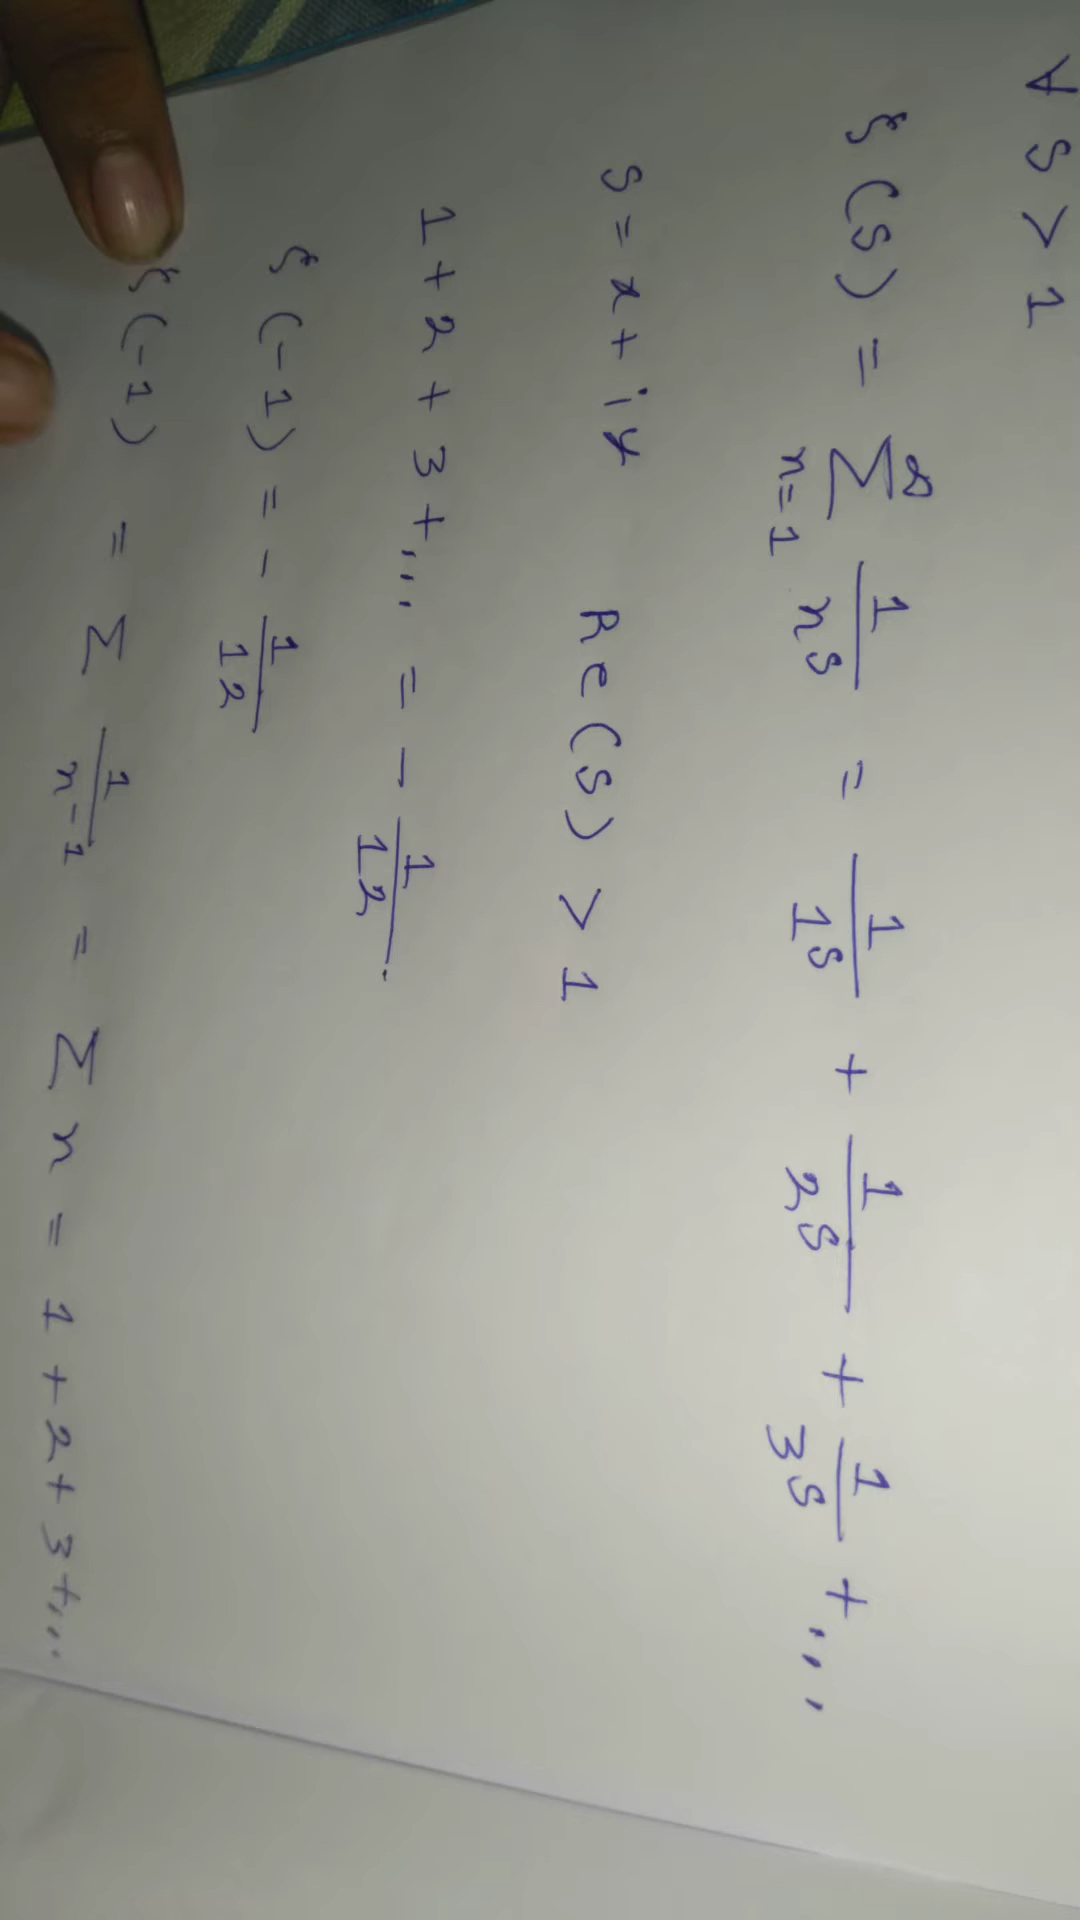 ∀ s > 1
ξ(s) = ∑_{n=1}^{∞} 1/n^s = 1/1^s + 1/2^s + 1/3^s + ...
s = x + iy Re(s) > 1
1 + 2 + 3 + ... = - 1/12.
ξ(-1) = - 1/12
ξ(-1) = ∑ 1/n^{-1} = ∑ n = 1 + 2 + 3 + ...